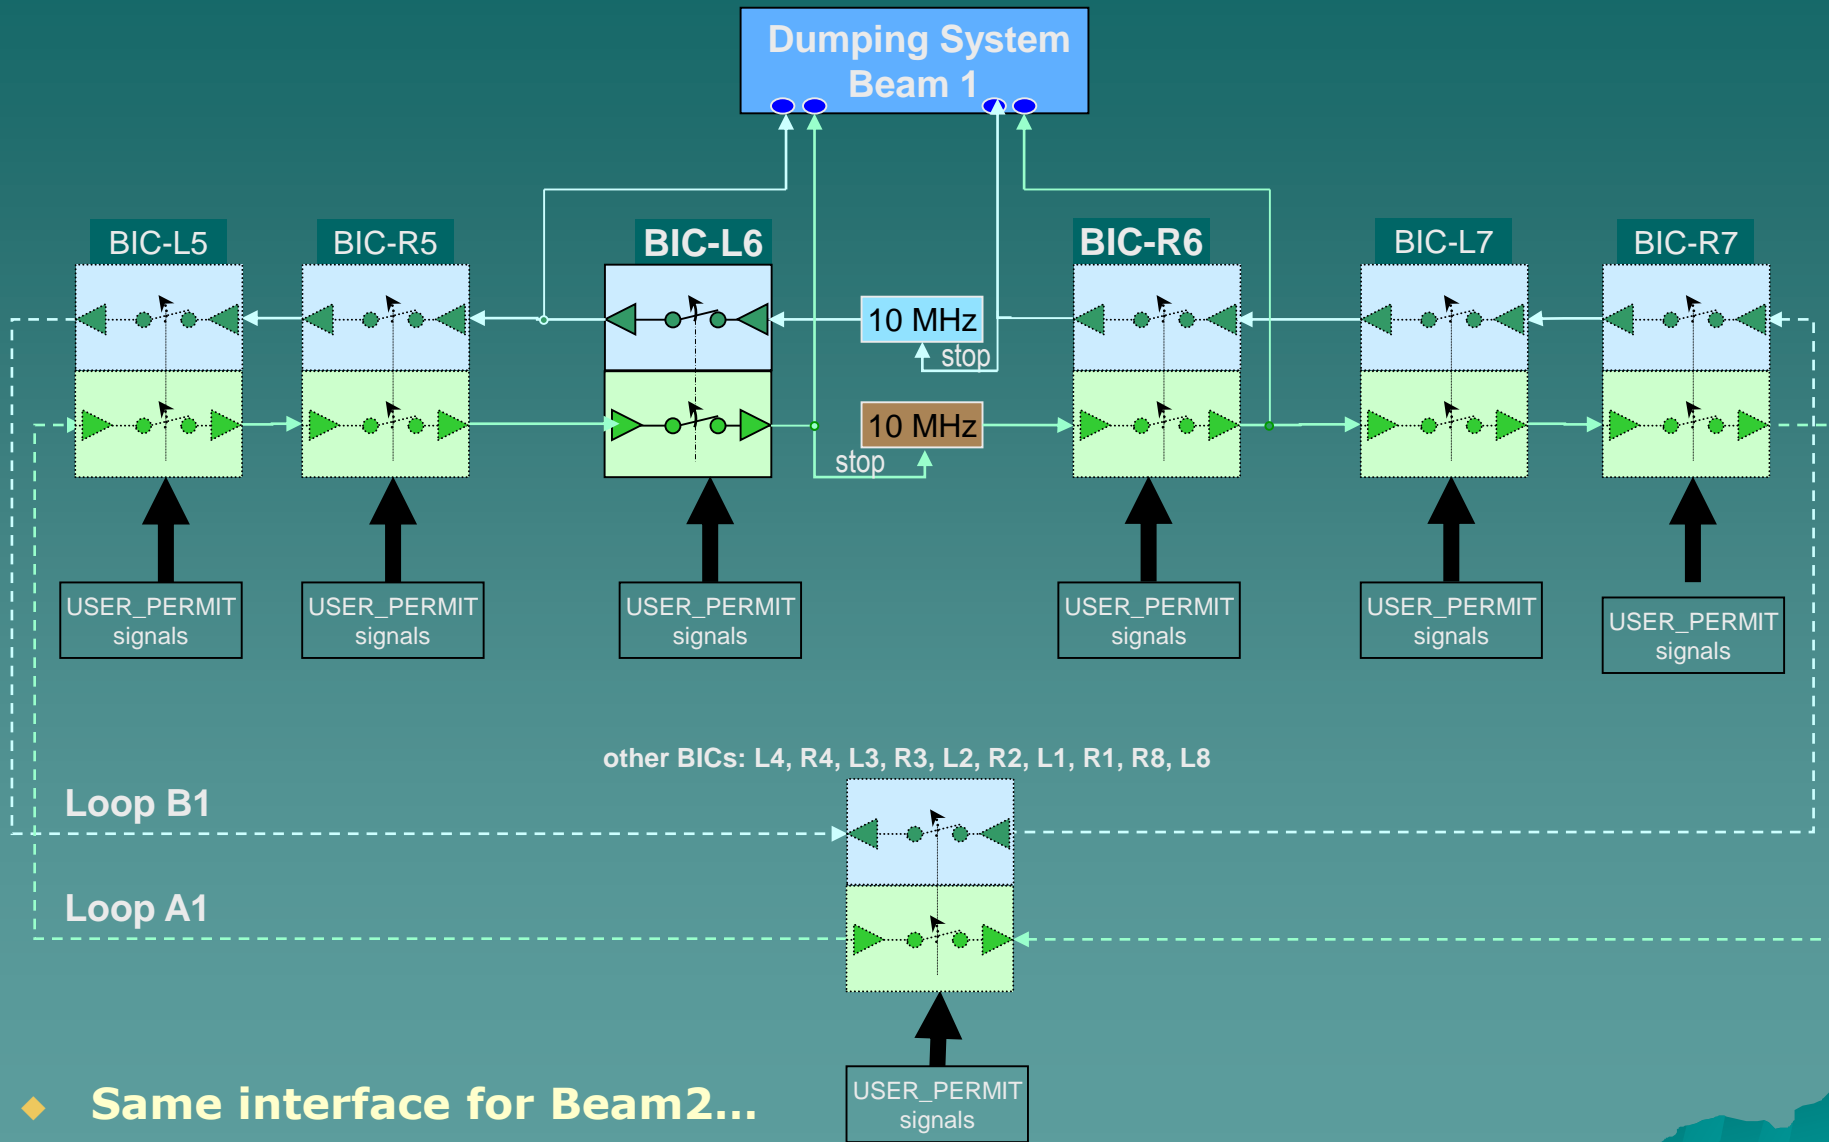 Dumping System
Beam 1
BIC-L5
BIC-R5
BIC-L6
BIC-R6
BIC-L7
BIC-R7
10 MHz
stop
10 MHz
stop
USER_PERMIT
signals
USER_PERMIT
signals
USER_PERMIT
signals
USER_PERMIT
signals
USER_PERMIT
signals
USER_PERMIT
signals
other BICs: L4, R4, L3, R3, L2, R2, L1, R1, R8, L8
Loop B1
Loop A1
USER_PERMIT
signals
Same interface for Beam2...